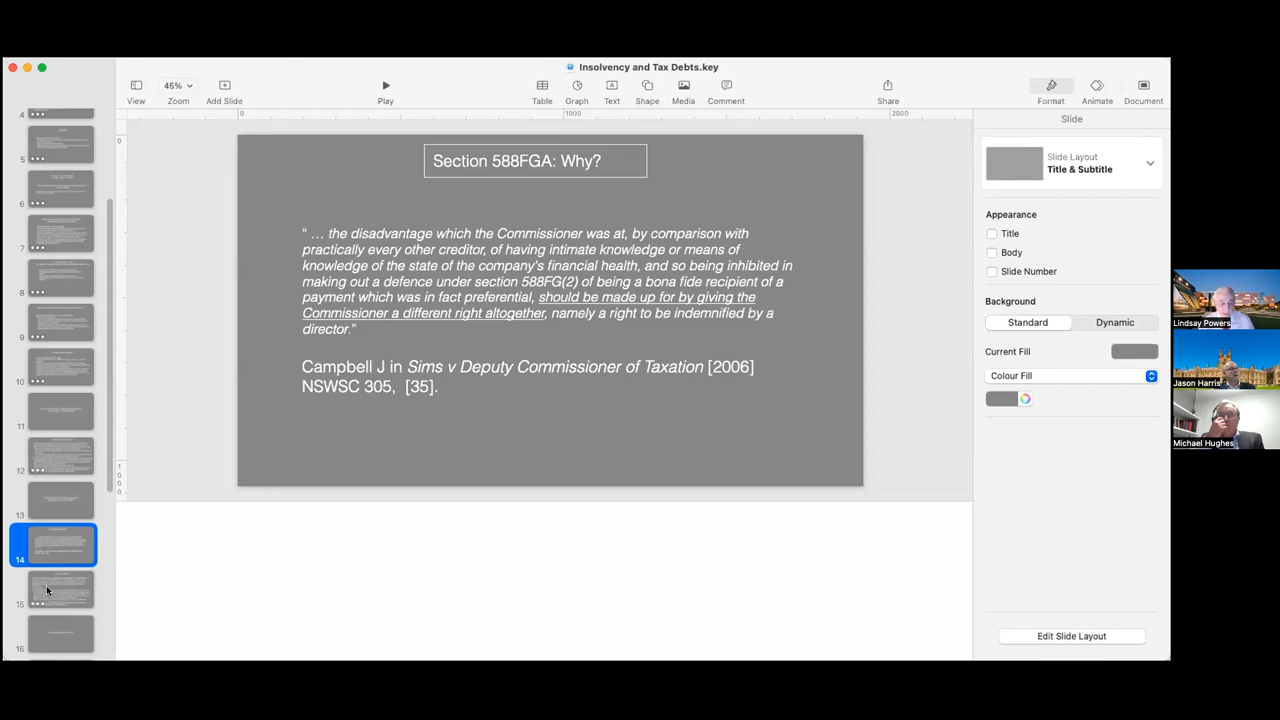 Insolvency and Tax Debts.key
45%
View
Zoom
Add Slide
Play
Table
Graph
Text
Shape
Media
Comment
Share
Format
Animate
Document
0
1000
2000
Slide
4
5
6
7
8
9
10
11
12
13
14
15
16
0
1
0
0
0
Section 588FGA: Why?
“ … the disadvantage which the Commissioner was at, by comparison with
practically every other creditor, of having intimate knowledge or means of
knowledge of the state of the company's financial health, and so being inhibited in
making out a defence under section 588FG(2) of being a bona fide recipient of a
payment which was in fact preferential, should be made up for by giving the
Commissioner a different right altogether, namely a right to be indemnified by a
director.”
Campbell J in Sims v Deputy Commissioner of Taxation [2006]
NSWSC 305, [35].
Slide Layout
Title & Subtitle
Appearance
Title
Body
Slide Number
Background
Standard
Dynamic
Current Fill
Colour Fill
Edit Slide Layout
Lindsay Powers
Jason Harris
Michael Hughes